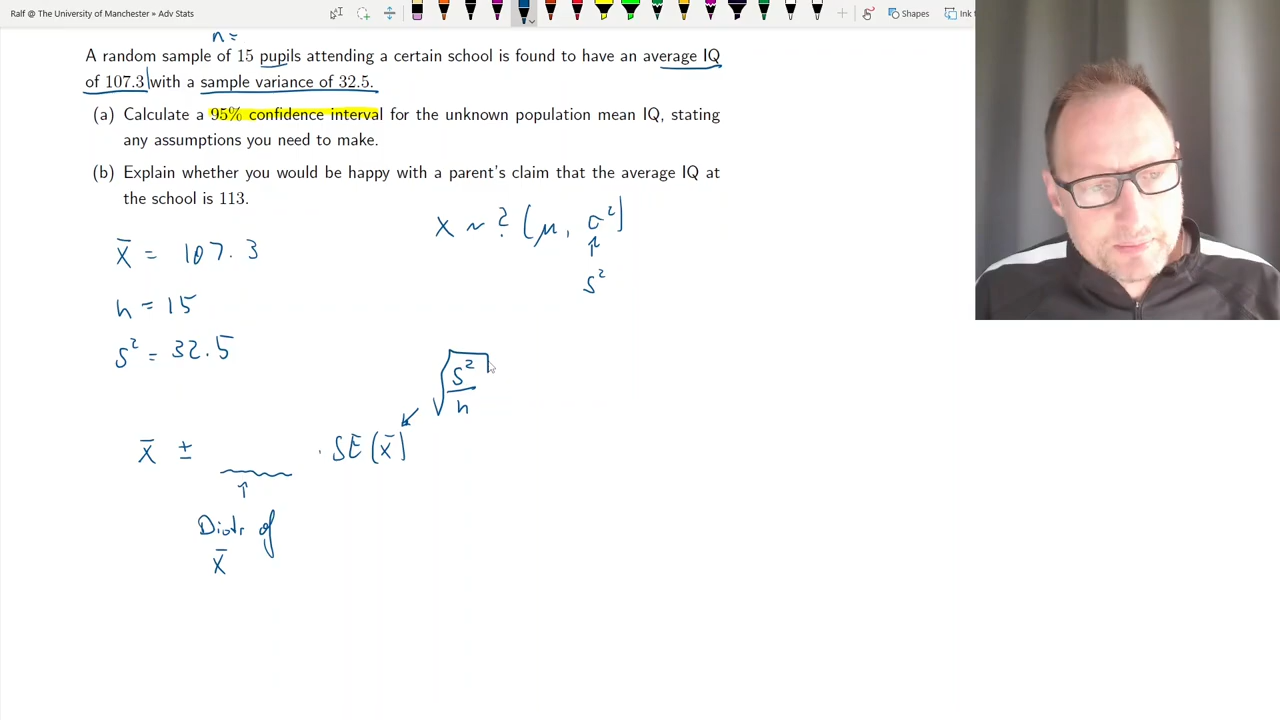 Ralf @ The University of Manchester » Adv Stats
Shapes
Ink to
n =
A random sample of 15 pupils attending a certain school is found to have an average IQ
of 107.3 with a sample variance of 32.5.
(a) Calculate a 95% confidence interval for the unknown population mean IQ, stating
any assumptions you need to make.
(b) Explain whether you would be happy with a parent's claim that the average IQ at
the school is 113.
X ~ ? (μ, σ²)
↑
s²
x̄ = 107.3
n = 15
s² = 32.5
√(s²/n)
x̄ ± · SE(x̄)
↑
Distr of
x̄